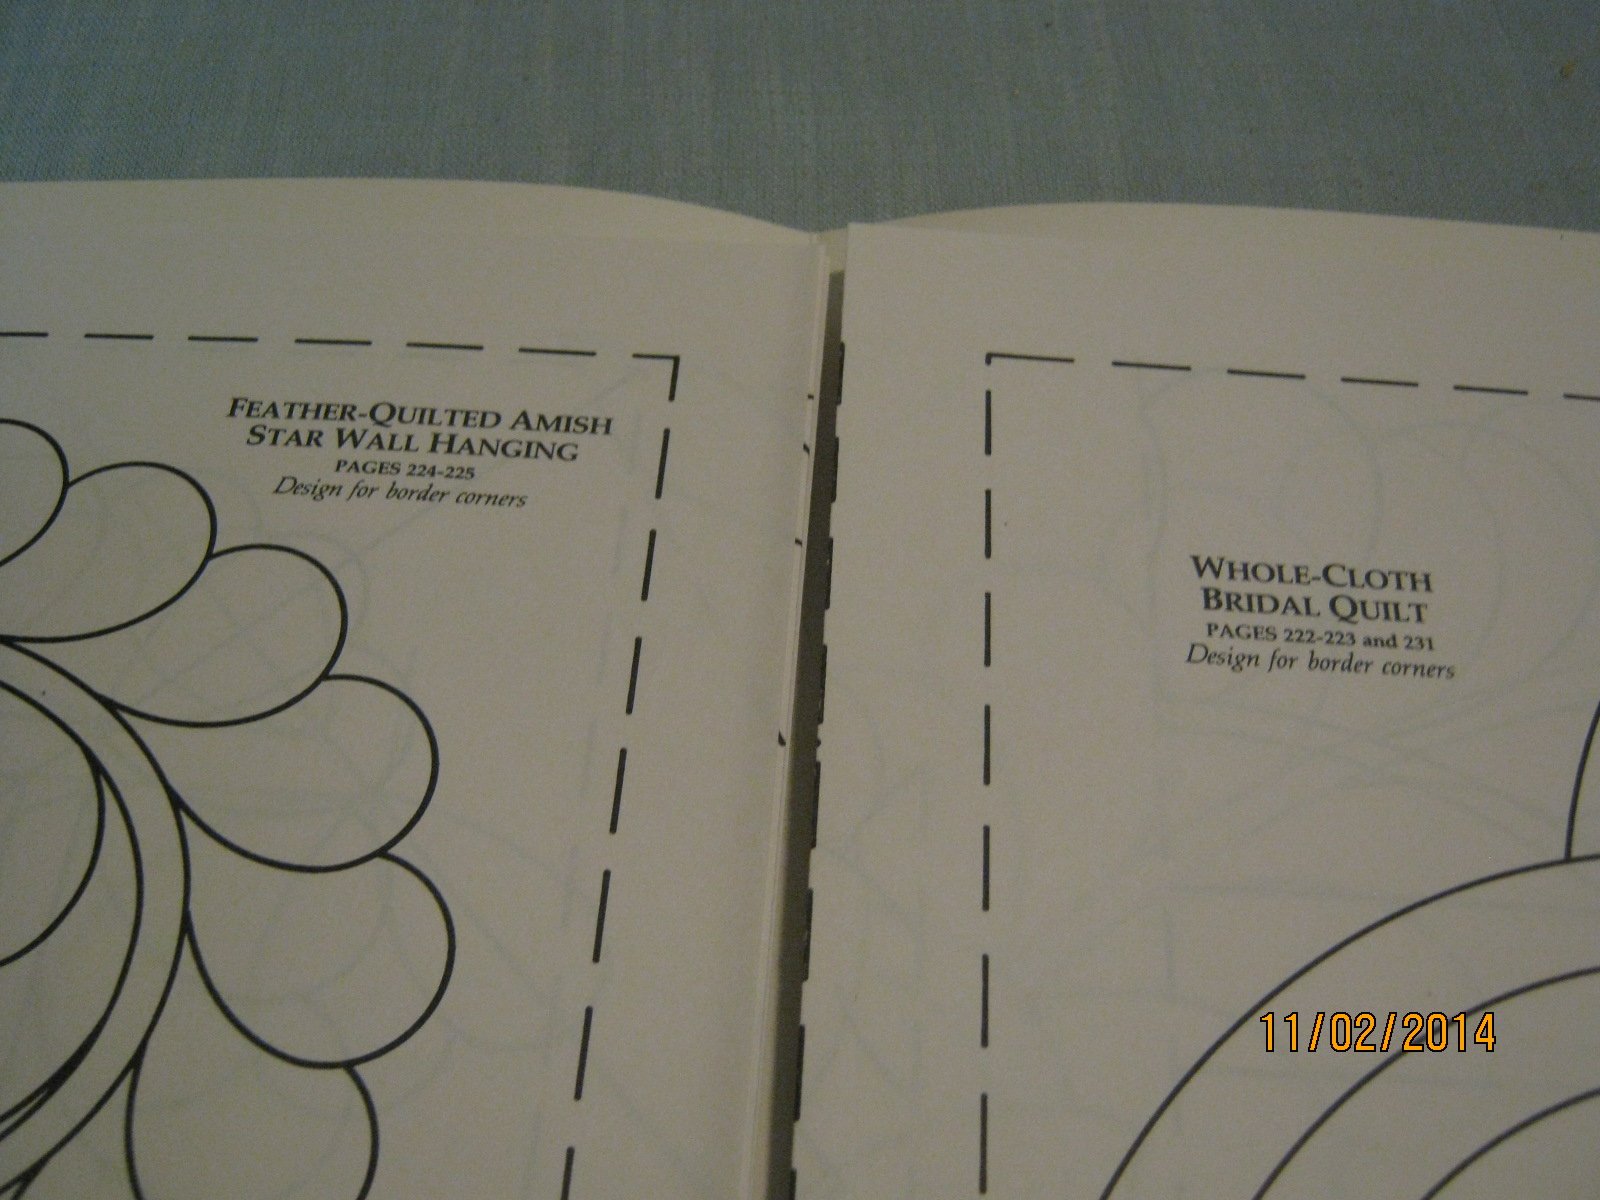 FEATHER-QUILTED AMISH
STAR WALL HANGING
PAGES 224-225
Design for border corners
WHOLE-CLOTH
BRIDAL QUILT
PAGES 222-223 and 231
Design for border corners
11/02/2014